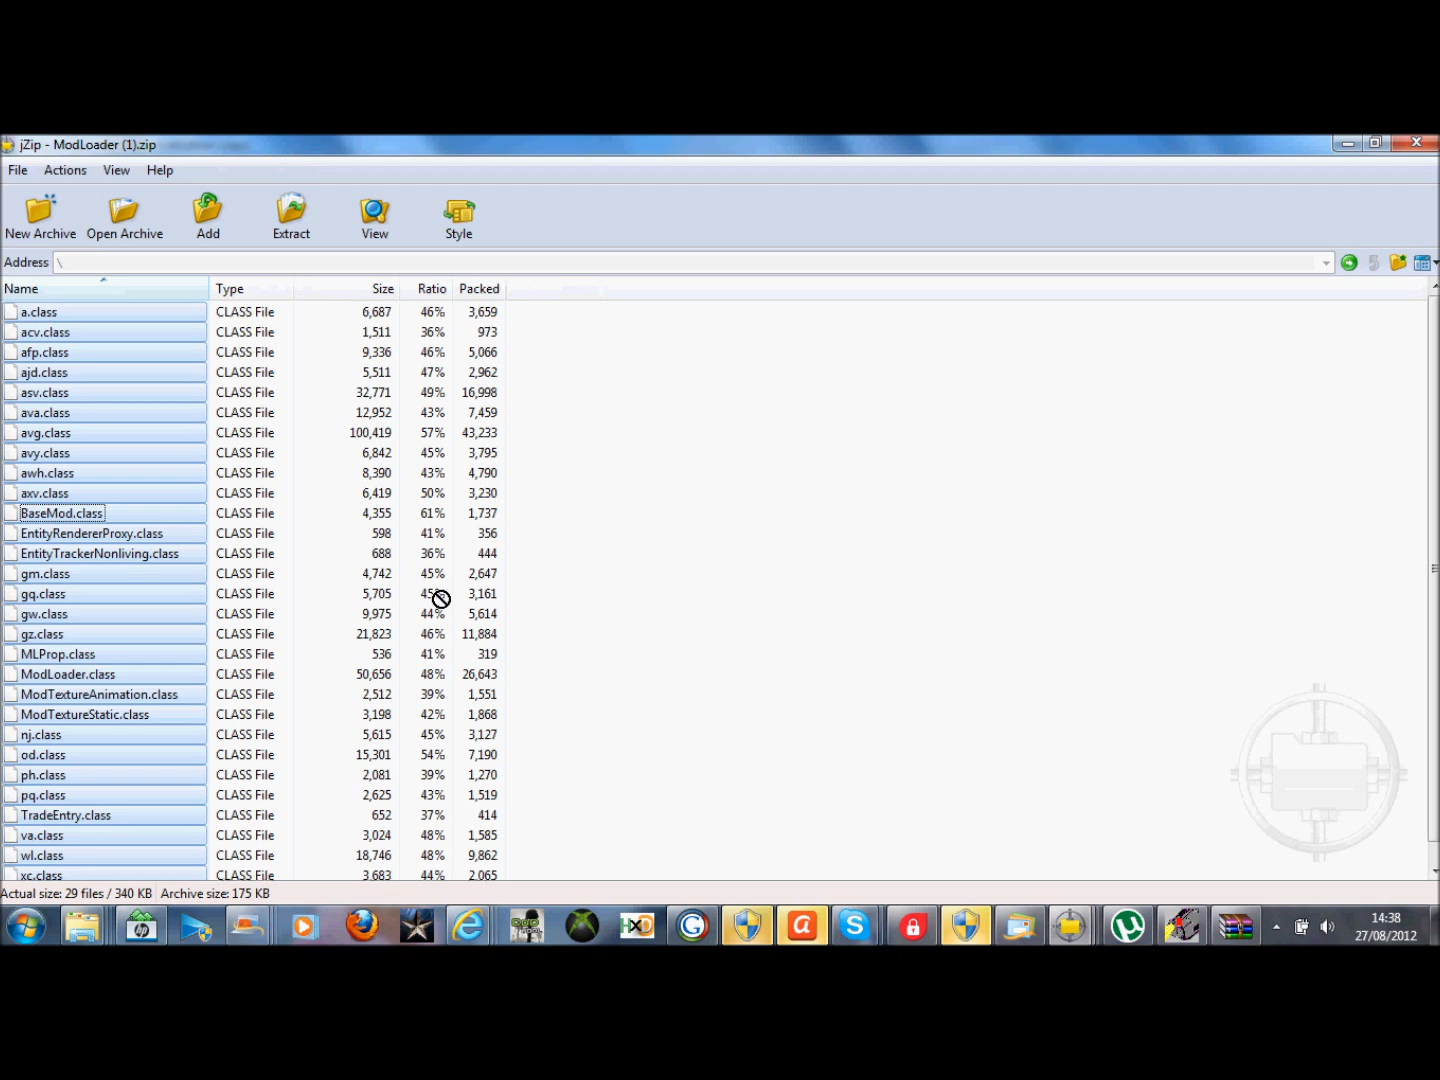 jZip - ModLoader (1).zip
File Actions View Help
New Archive Open Archive Add Extract View Style
Address \
Name Type Size Ratio Packed
a.class CLASS File 6,687 46% 3,659
acv.class CLASS File 1,511 36% 973
afp.class CLASS File 9,336 46% 5,066
ajd.class CLASS File 5,511 47% 2,962
asv.class CLASS File 32,771 49% 16,998
ava.class CLASS File 12,952 43% 7,459
avg.class CLASS File 100,419 57% 43,233
avy.class CLASS File 6,842 45% 3,795
awh.class CLASS File 8,390 43% 4,790
axv.class CLASS File 6,419 50% 3,230
BaseMod.class CLASS File 4,355 61% 1,737
EntityRendererProxy.class CLASS File 598 41% 356
EntityTrackerNonliving.class CLASS File 688 36% 444
gm.class CLASS File 4,742 45% 2,647
gq.class CLASS File 5,705 3,161
gw.class CLASS File 9,975 44% 5,614
gz.class CLASS File 21,823 46% 11,884
MLProp.class CLASS File 536 41% 319
ModLoader.class CLASS File 50,656 48% 26,643
ModTextureAnimation.class CLASS File 2,512 39% 1,551
ModTextureStatic.class CLASS File 3,198 42% 1,868
nj.class CLASS File 5,615 45% 3,127
od.class CLASS File 15,301 54% 7,190
ph.class CLASS File 2,081 39% 1,270
pq.class CLASS File 2,625 43% 1,519
TradeEntry.class CLASS File 652 37% 414
va.class CLASS File 3,024 48% 1,585
wl.class CLASS File 18,746 48% 9,862
xc.class CLASS File 3,683 44% 2,065
Actual size: 29 files / 340 KB Archive size: 175 KB
14:38
27/08/2012